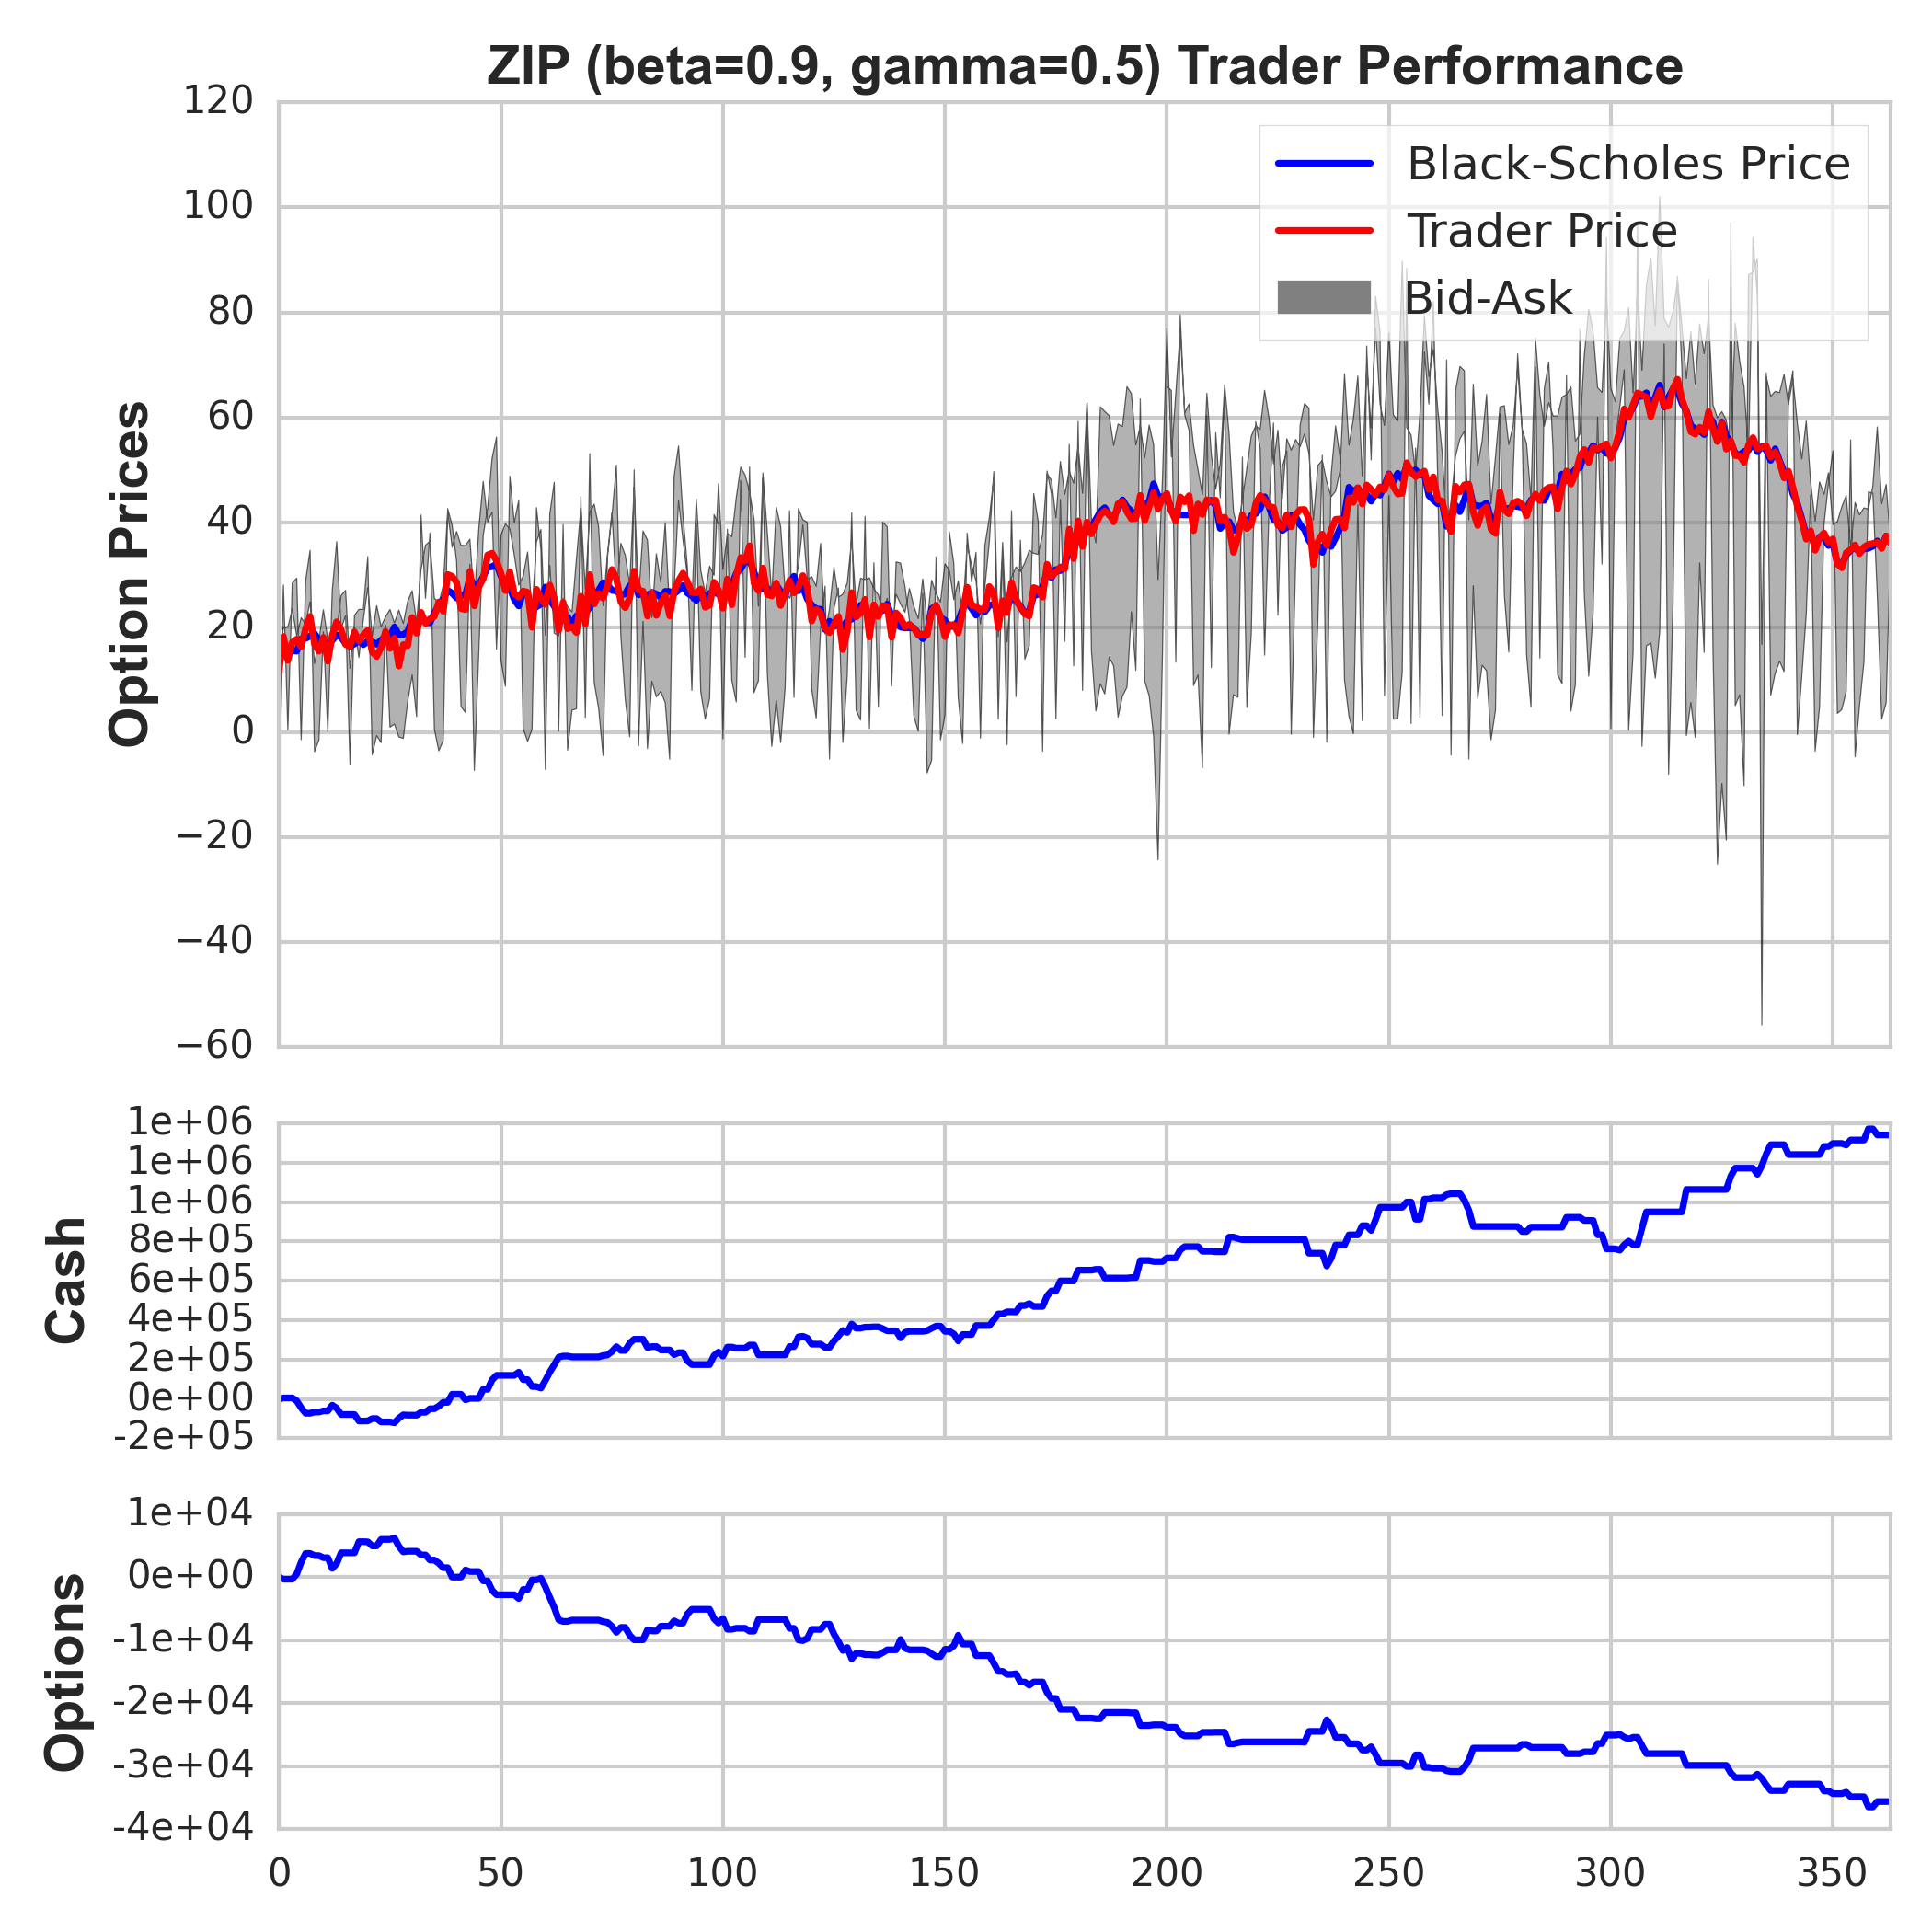 ZIP (beta=0.9, gamma=0.5) Trader Performance
120
100
80
60
40
20
0
−20
−40
−60
Option Prices
Black-Scholes Price
Trader Price
Bid-Ask
1e+06
1e+06
1e+06
8e+05
6e+05
4e+05
2e+05
0e+00
-2e+05
Cash
1e+04
0e+00
-1e+04
-2e+04
-3e+04
-4e+04
Options
0 50 100 150 200 250 300 350